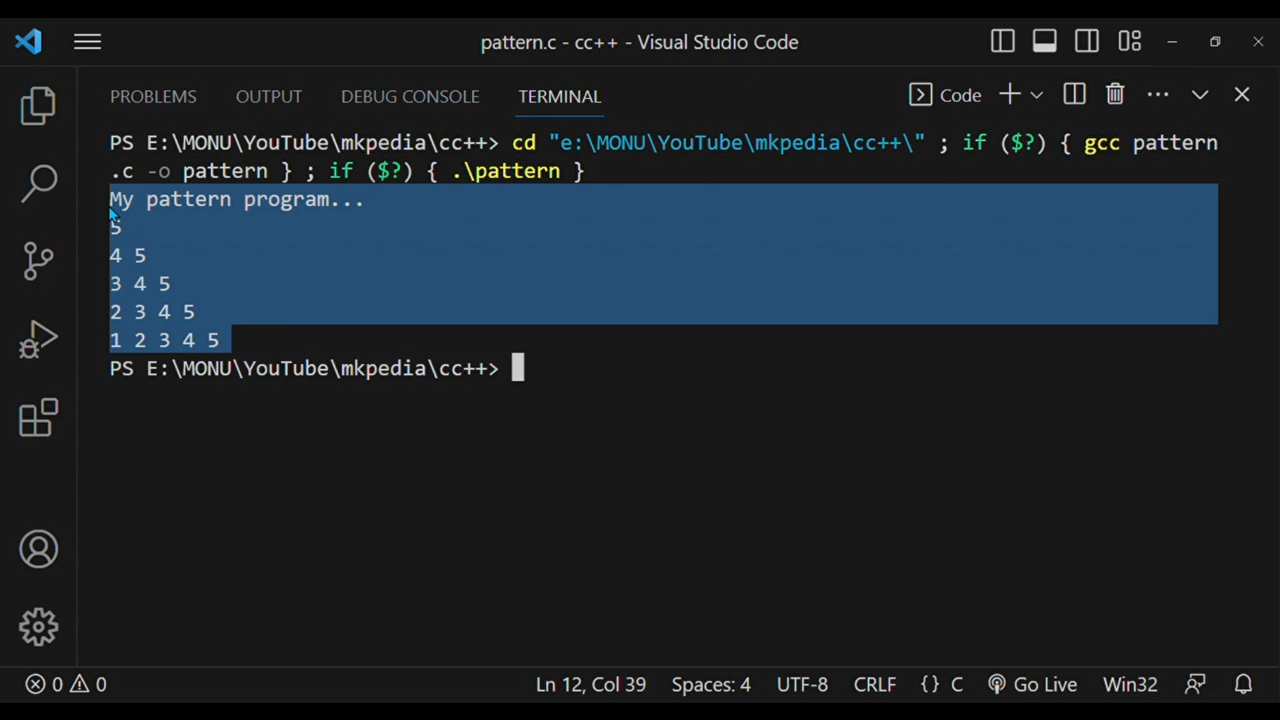 pattern.c - cc++ - Visual Studio Code
PROBLEMS OUTPUT DEBUG CONSOLE TERMINAL Code
PS E:\MONU\YouTube\mkpedia\cc++> cd "e:\MONU\YouTube\mkpedia\cc++\" ; if ($?) { gcc pattern
.c -o pattern } ; if ($?) { .\pattern }
My pattern program...
5
4 5
3 4 5
2 3 4 5
1 2 3 4 5
PS E:\MONU\YouTube\mkpedia\cc++>
0 0 Ln 12, Col 39 Spaces: 4 UTF-8 CRLF {} C Go Live Win32